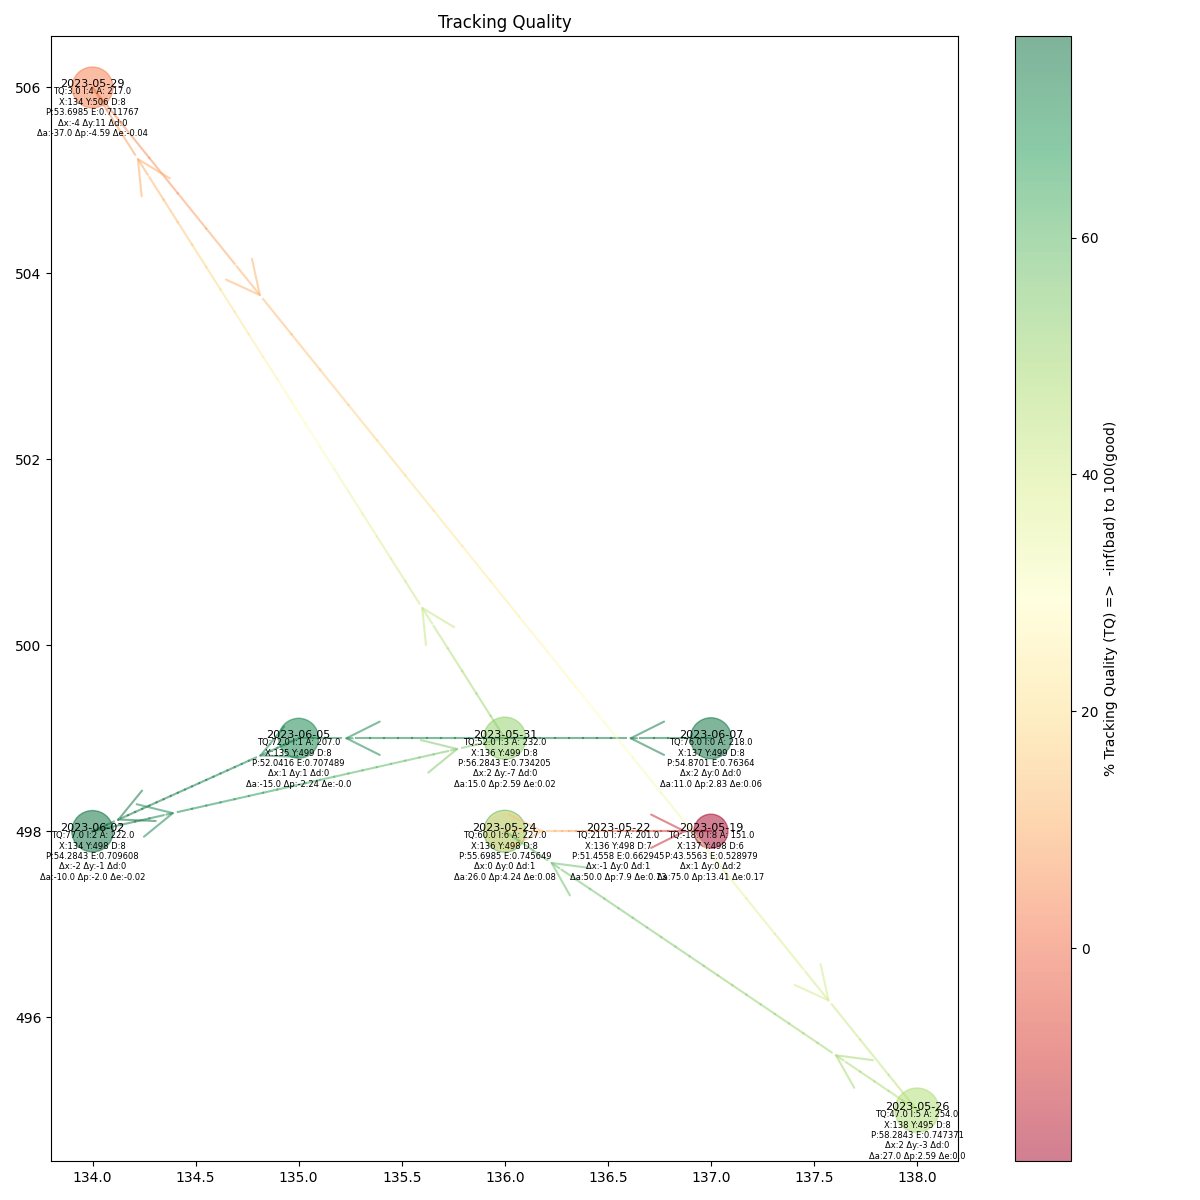 Tracking Quality
506
504
502
500
498
496
2023-05-29
TQ:3.0 I:4 A: 217.0
X:134 Y:506 D:8
P:53.6985 E:0.711767
Δx:-4 Δy:11 Δd:0
Δa:-37.0 Δp:-4.59 Δe:-0.04
2023-06-05
TQ:72.0 I:1 A: 207.0
X:135 Y:499 D:8
P:52.0416 E:0.707489
Δx:1 Δy:1 Δd:0
Δa:-15.0 Δp:-2.24 Δe:-0.0
2023-05-31
TQ:52.0 I:3 A: 232.0
X:136 Y:499 D:8
P:56.2843 E:0.734205
Δx:2 Δy:-7 Δd:0
Δa:15.0 Δp:2.59 Δe:0.02
2023-06-07
TQ:76.0 I:0 A: 218.0
X:137 Y:499 D:8
P:54.8701 E:0.76364
Δx:2 Δy:0 Δd:0
Δa:11.0 Δp:2.83 Δe:0.06
2023-06-02
TQ:77.0 I:2 A: 222.0
X:134 Y:498 D:8
P:54.2843 E:0.709608
Δx:-2 Δy:-1 Δd:0
Δa:-10.0 Δp:-2.0 Δe:-0.02
2023-05-24
TQ:60.0 I:6 A: 227.0
X:136 Y:498 D:8
P:55.6985 E:0.745649
Δx:0 Δy:0 Δd:1
Δa:26.0 Δp:4.24 Δe:0.08
2023-05-22
TQ:21.0 I:7 A: 201.0
X:136 Y:498 D:7
P:51.4558 E:0.662945
Δx:-1 Δy:0 Δd:1
Δa:50.0 Δp:7.9 Δe:0.13
2023-05-19
TQ:-18.0 I:8 A: 151.0
X:137 Y:498 D:6
P:43.5563 E:0.528979
Δx:1 Δy:0 Δd:2
Δa:75.0 Δp:13.41 Δe:0.17
2023-05-26
TQ:47.0 I:5 A: 254.0
X:138 Y:495 D:8
P:58.2843 E:0.747371
Δx:2 Δy:-3 Δd:0
Δa:27.0 Δp:2.59 Δe:0.0
134.0
134.5
135.0
135.5
136.0
136.5
137.0
137.5
138.0
60
40
20
0
% Tracking Quality (TQ) => -inf(bad) to 100(good)